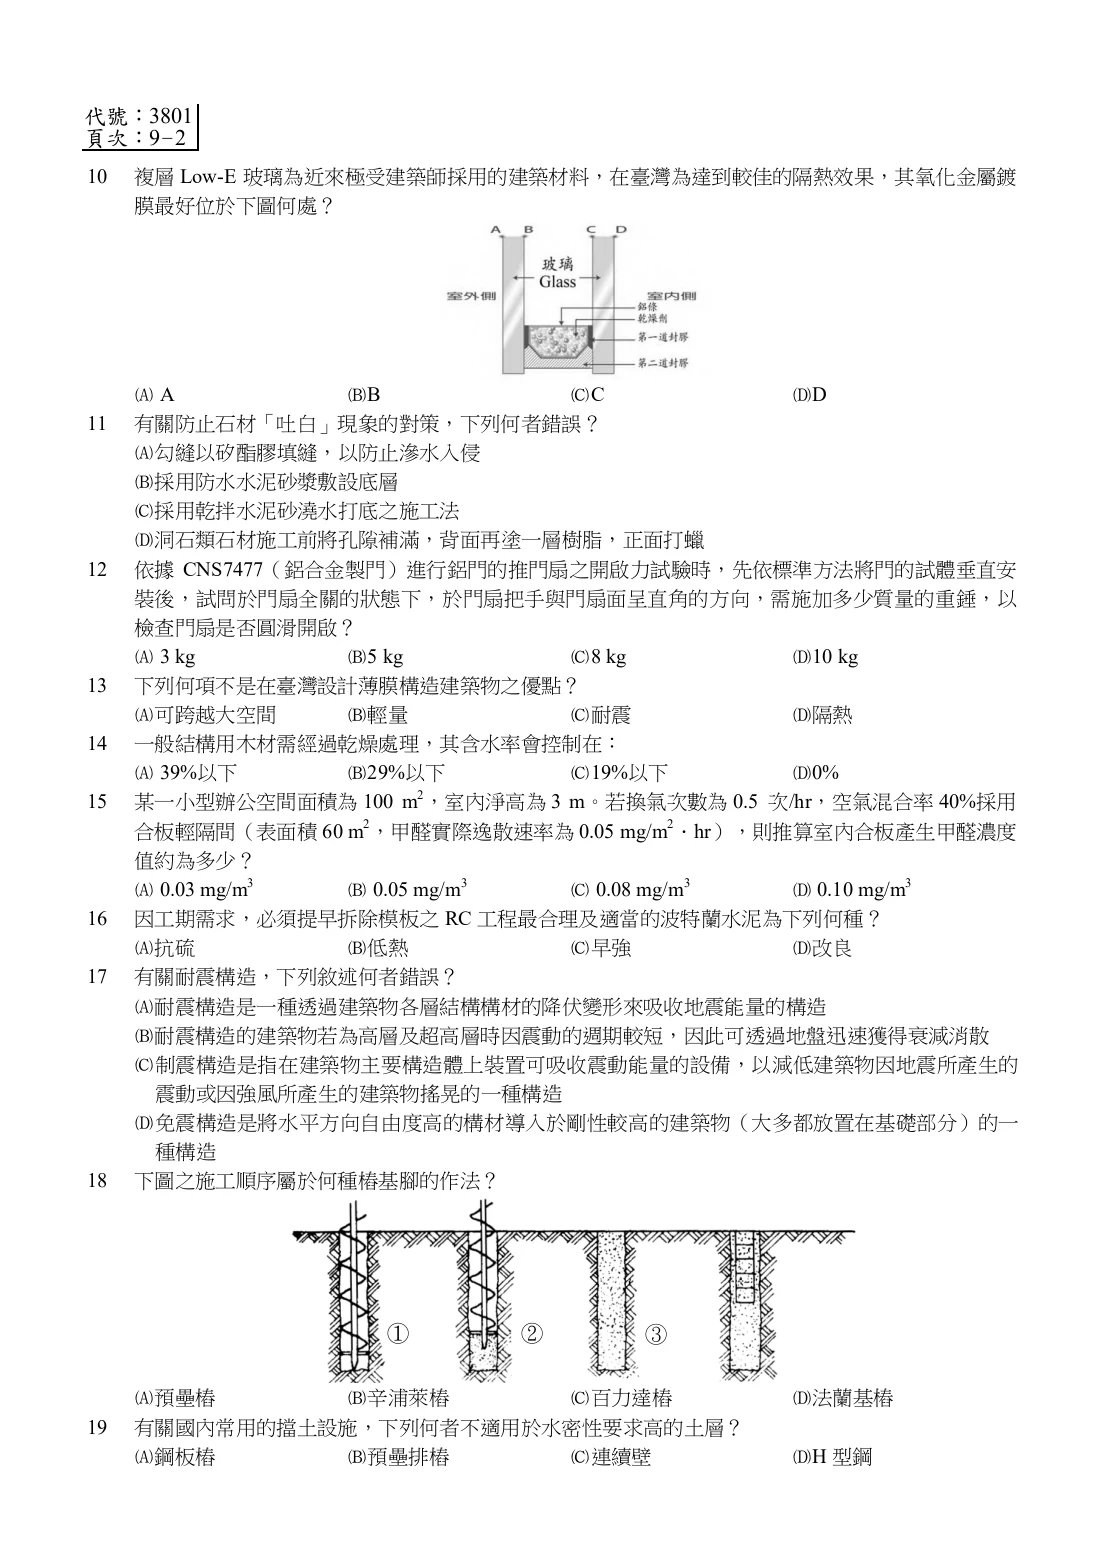 代號：3801
頁次：9－2
10 複層 Low-E 玻璃為近來極受建築師採用的建築材料，在臺灣為達到較佳的隔熱效果，其氧化金屬鍍
膜最好位於下圖何處？
A B C D
玻璃
Glass
室外側 室內側
鋁條
乾燥劑
第一道封膠
第二道封膠
(A) A (B)B (C)C (D)D
11 有關防止石材「吐白」現象的對策，下列何者錯誤？
(A)勾縫以矽酯膠填縫，以防止滲水入侵
(B)採用防水水泥砂漿敷設底層
(C)採用乾拌水泥砂澆水打底之施工法
(D)洞石類石材施工前將孔隙補滿，背面再塗一層樹脂，正面打蠟
12 依據 CNS7477（鋁合金製門）進行鋁門的推門扇之開啟力試驗時，先依標準方法將門的試體垂直安
裝後，試問於門扇全關的狀態下，於門扇把手與門扇面呈直角的方向，需施加多少質量的重錘，以
檢查門扇是否圓滑開啟？
(A) 3 kg (B)5 kg (C)8 kg (D)10 kg
13 下列何項不是在臺灣設計薄膜構造建築物之優點？
(A)可跨越大空間 (B)輕量 (C)耐震 (D)隔熱
14 一般結構用木材需經過乾燥處理，其含水率會控制在：
(A) 39%以下 (B)29%以下 (C)19%以下 (D)0%
15 某一小型辦公空間面積為 100 m²，室內淨高為 3 m。若換氣次數為 0.5 次/hr，空氣混合率 40%採用
合板輕隔間（表面積 60 m²，甲醛實際逸散速率為 0.05 mg/m²．hr），則推算室內合板產生甲醛濃度
值約為多少？
(A) 0.03 mg/m³ (B) 0.05 mg/m³ (C) 0.08 mg/m³ (D) 0.10 mg/m³
16 因工期需求，必須提早拆除模板之 RC 工程最合理及適當的波特蘭水泥為下列何種？
(A)抗硫 (B)低熱 (C)早強 (D)改良
17 有關耐震構造，下列敘述何者錯誤？
(A)耐震構造是一種透過建築物各層結構構材的降伏變形來吸收地震能量的構造
(B)耐震構造的建築物若為高層及超高層時因震動的週期較短，因此可透過地盤迅速獲得衰減消散
(C)制震構造是指在建築物主要構造體上裝置可吸收震動能量的設備，以減低建築物因地震所產生的
震動或因強風所產生的建築物搖晃的一種構造
(D)免震構造是將水平方向自由度高的構材導入於剛性較高的建築物（大多都放置在基礎部分）的一
種構造
18 下圖之施工順序屬於何種樁基腳的作法？
① ② ③
(A)預壘樁 (B)辛浦萊樁 (C)百力達樁 (D)法蘭基樁
19 有關國內常用的擋土設施，下列何者不適用於水密性要求高的土層？
(A)鋼板樁 (B)預壘排樁 (C)連續壁 (D)H 型鋼